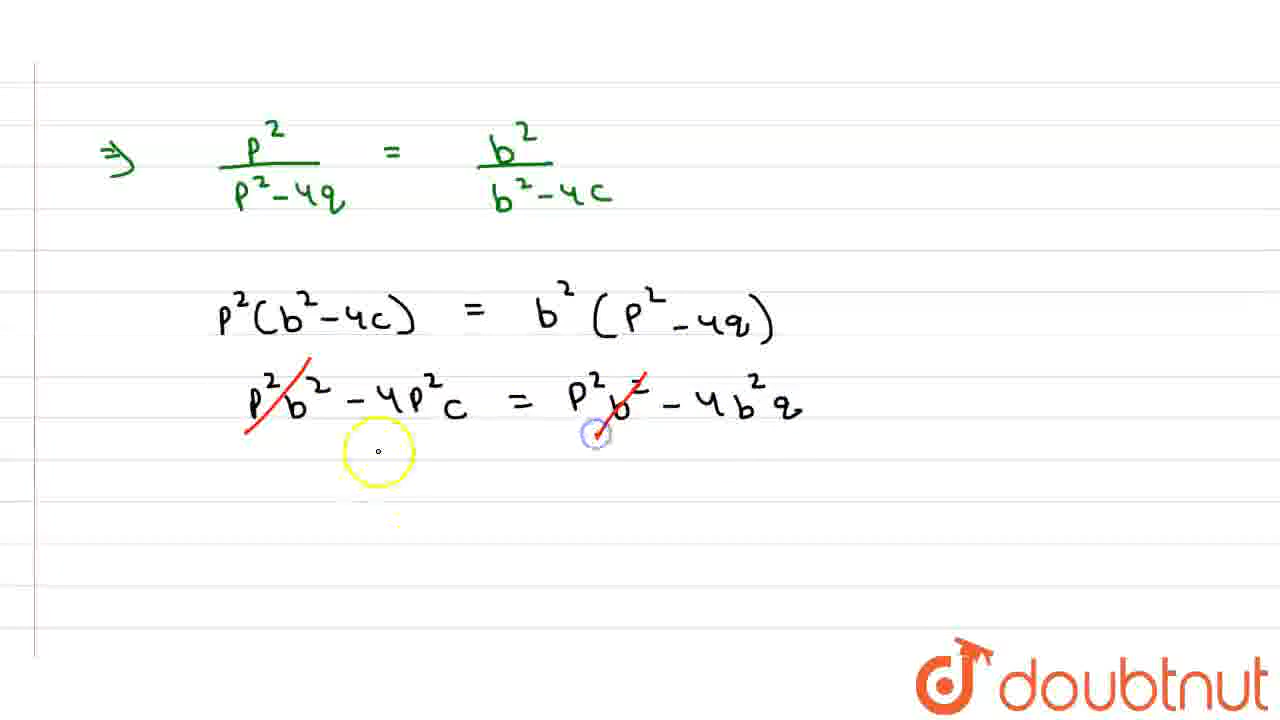 ⇒ p²/(p²-4q) = b²/(b²-4c)
p²(b²-4c) = b²(p²-4q)
p²b² - 4p²c = p²b² - 4b²q
doubtnut